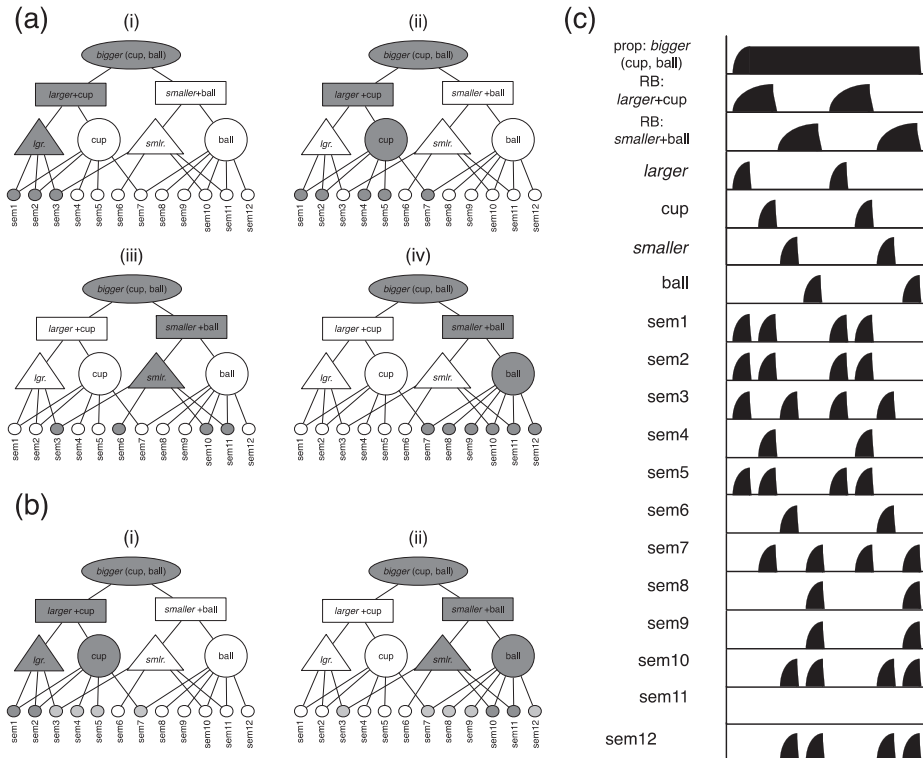 (a)
(i)
bigger (cup, ball)
larger+cup
smaller+ball
lgr.
cup
smlr.
ball
sem1
sem2
sem3
sem4
sem5
sem6
sem7
sem8
sem9
sem10
sem11
sem12
(ii)
bigger (cup, ball)
larger +cup
smaller+ball
lgr.
cup
smlr.
ball
sem1
sem2
sem3
sem4
sem5
sem6
sem7
sem8
sem9
sem10
sem11
sem12
(iii)
bigger (cup, ball)
larger +cup
smaller +ball
lgr.
cup
smlr.
ball
sem1
sem2
sem3
sem4
sem5
sem6
sem7
sem8
sem9
sem10
sem11
sem12
(iv)
bigger (cup, ball)
larger +cup
smaller +ball
lgr.
cup
smlr.
ball
sem1
sem2
sem3
sem4
sem5
sem6
sem7
sem8
sem9
sem10
sem11
sem12
(b)
(i)
bigger (cup, ball)
larger+cup
smaller +ball
lgr.
cup
smlr.
ball
sem1
sem2
sem3
sem4
sem5
sem6
sem7
sem8
sem9
sem10
sem11
sem12
(ii)
bigger (cup, ball)
larger +cup
smaller +ball
lgr.
cup
smlr.
ball
sem1
sem2
sem3
sem4
sem5
sem6
sem7
sem8
sem9
sem10
sem11
sem12
(c)
prop: bigger
(cup, ball)
RB:
larger+cup
RB:
smaller+ball
larger
cup
smaller
ball
sem1
sem2
sem3
sem4
sem5
sem6
sem7
sem8
sem9
sem10
sem11
sem12